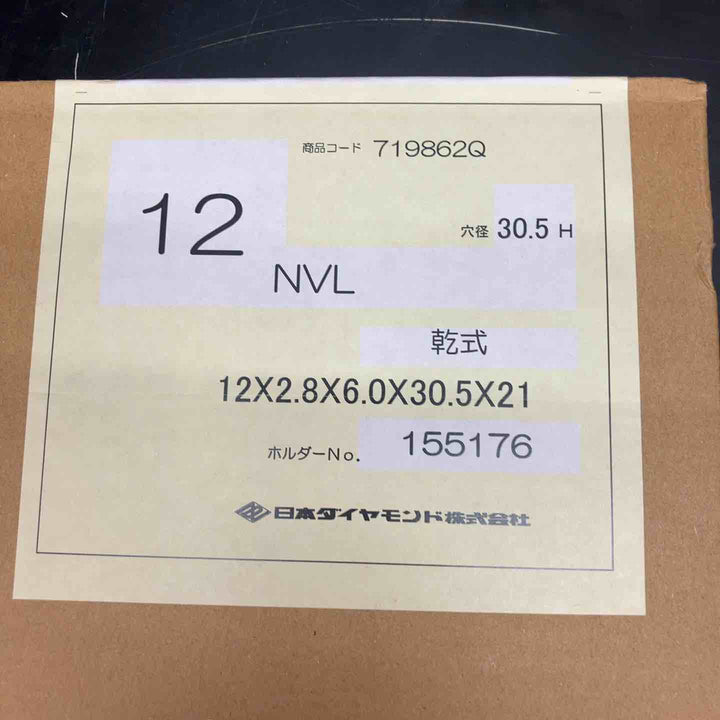 商品コード 719862Q
12
穴径 30.5 H
NVL
乾式
12X2.8X6.0X30.5X21
ホルダーNo. 155176
日本ダイヤモンド株式会社